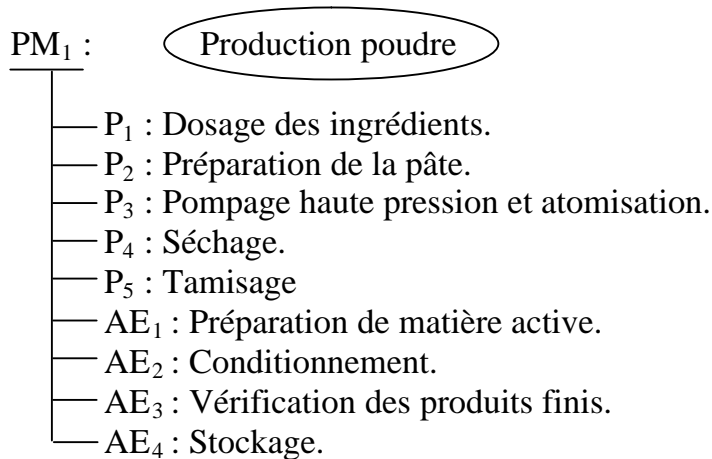 PM₁ : Production poudre
P₁ : Dosage des ingrédients.
P₂ : Préparation de la pâte.
P₃ : Pompage haute pression et atomisation.
P₄ : Séchage.
P₅ : Tamisage
AE₁ : Préparation de matière active.
AE₂ : Conditionnement.
AE₃ : Vérification des produits finis.
AE₄ : Stockage.